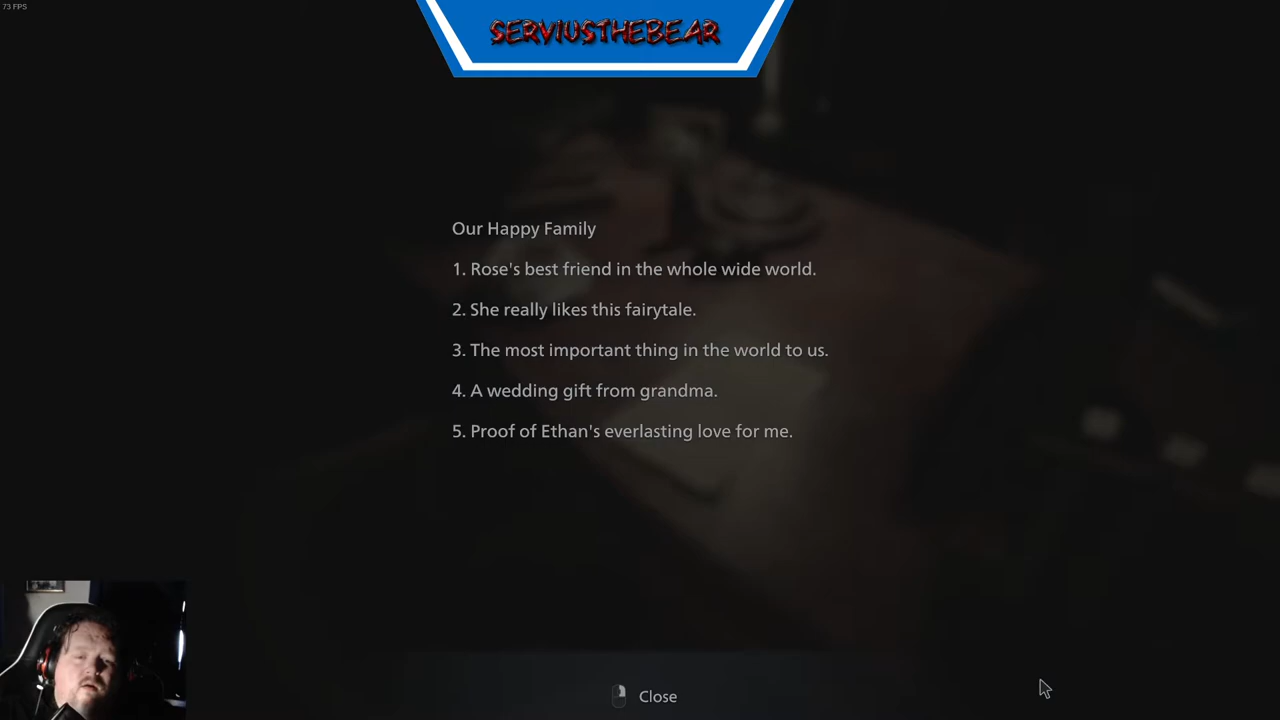 73 FPS
SERVIUSTHEBEAR
Our Happy Family
1. Rose's best friend in the whole wide world.
2. She really likes this fairytale.
3. The most important thing in the world to us.
4. A wedding gift from grandma.
5. Proof of Ethan's everlasting love for me.
Close